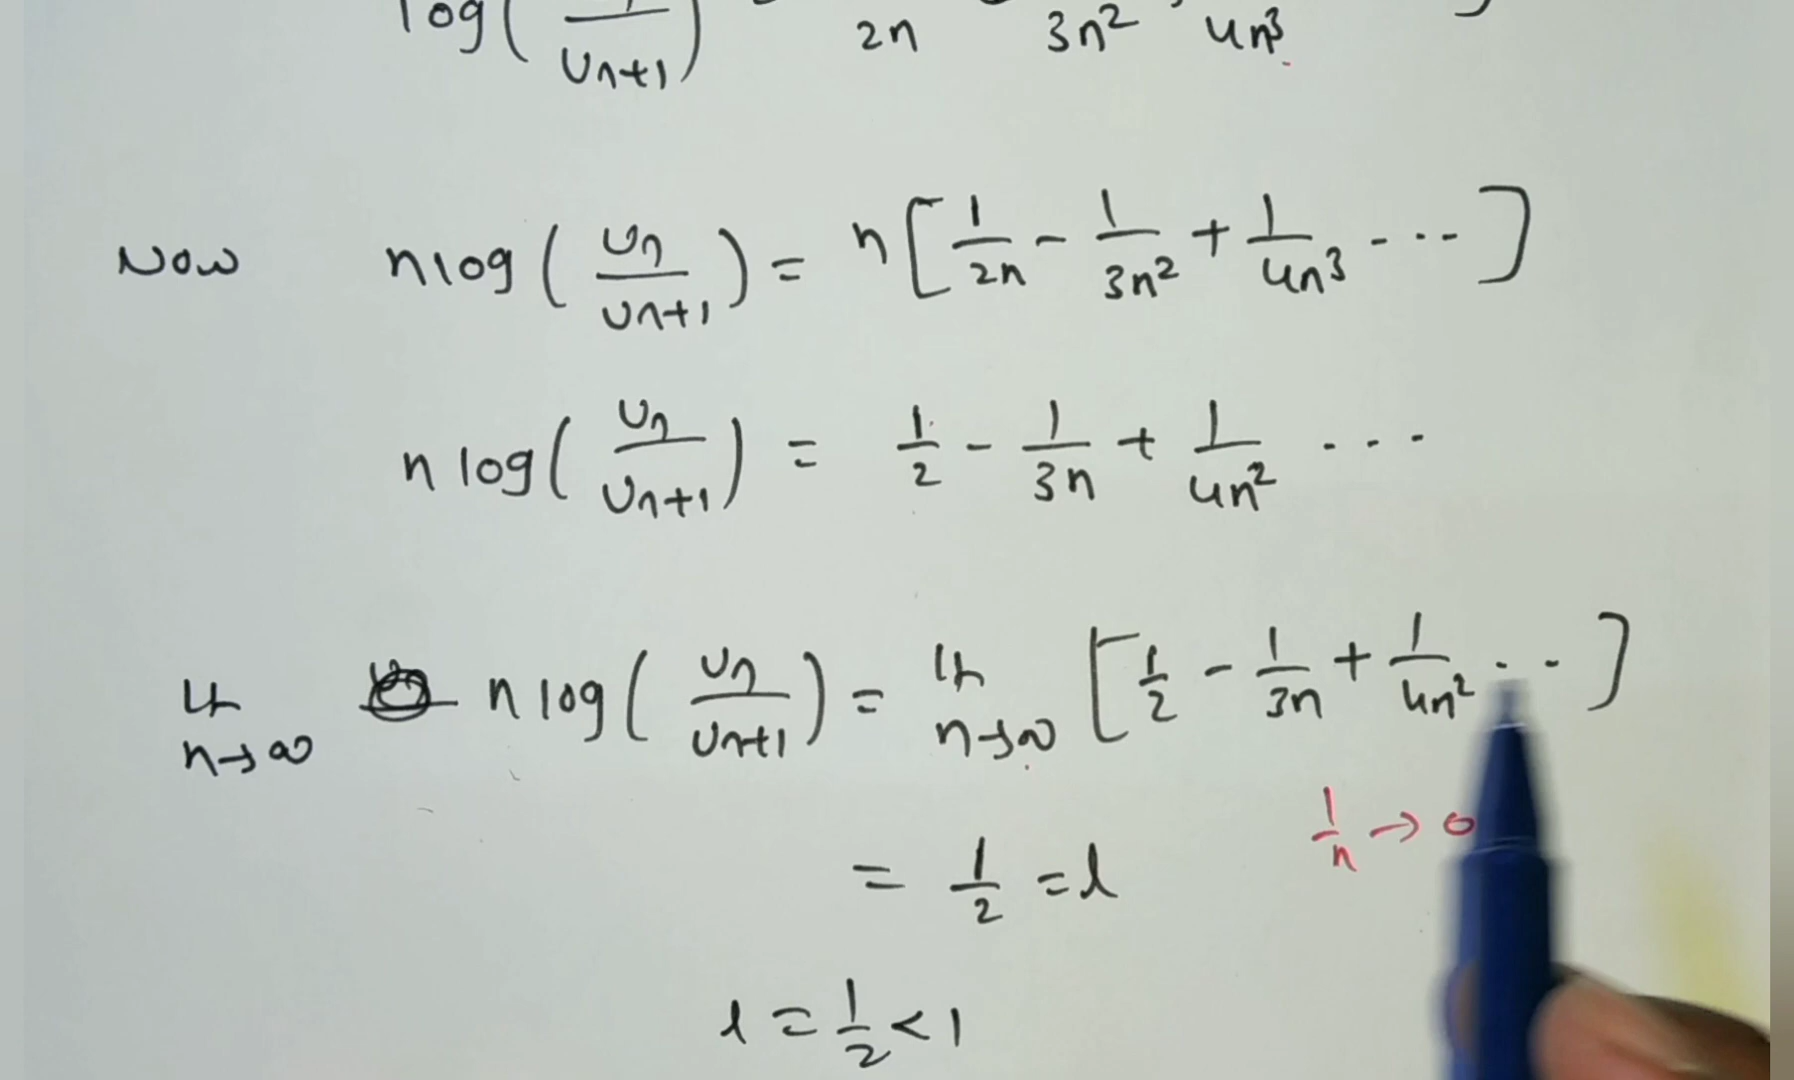 log( / Un+1) 2n 3n² 4n³
Now nlog(Un/Un+1) = n[1/2n - 1/3n² + 1/4n³ - ...]
n log(Un/Un+1) = 1/2 - 1/3n + 1/4n² ...
Lt n→∞ n log(Un/Un+1) = Lt n→∞ [1/2 - 1/3n + 1/4n² ...]
1/n → 0
= 1/2 = l
l = 1/2 < 1